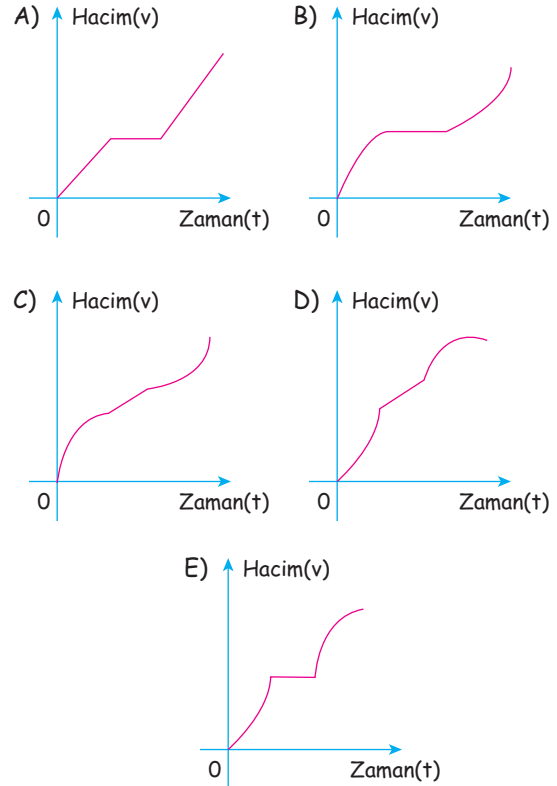 A) Hacim(v)
0 Zaman(t)
B) Hacim(v)
0 Zaman(t)
C) Hacim(v)
0 Zaman(t)
D) Hacim(v)
0 Zaman(t)
E) Hacim(v)
0 Zaman(t)